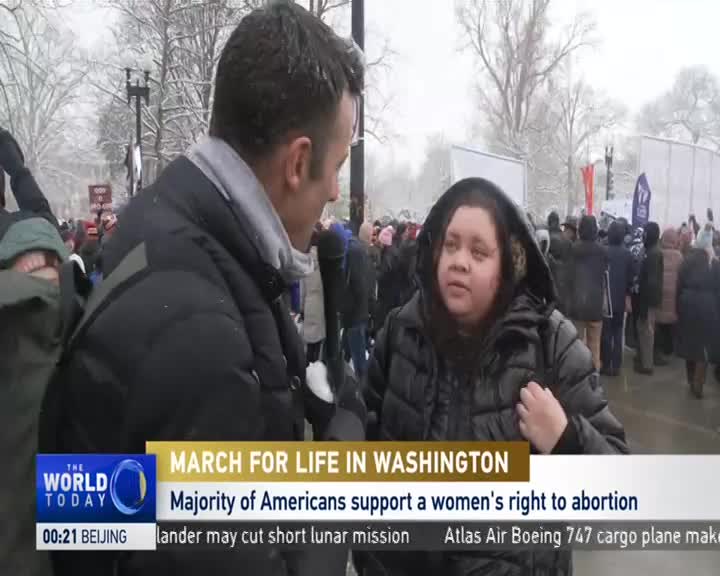 MARCH FOR LIFE IN WASHINGTON
THE
WORLD
TODAY
Majority of Americans support a women's right to abortion
00:21 BEIJING
lander may cut short lunar mission Atlas Air Boeing 747 cargo plane make